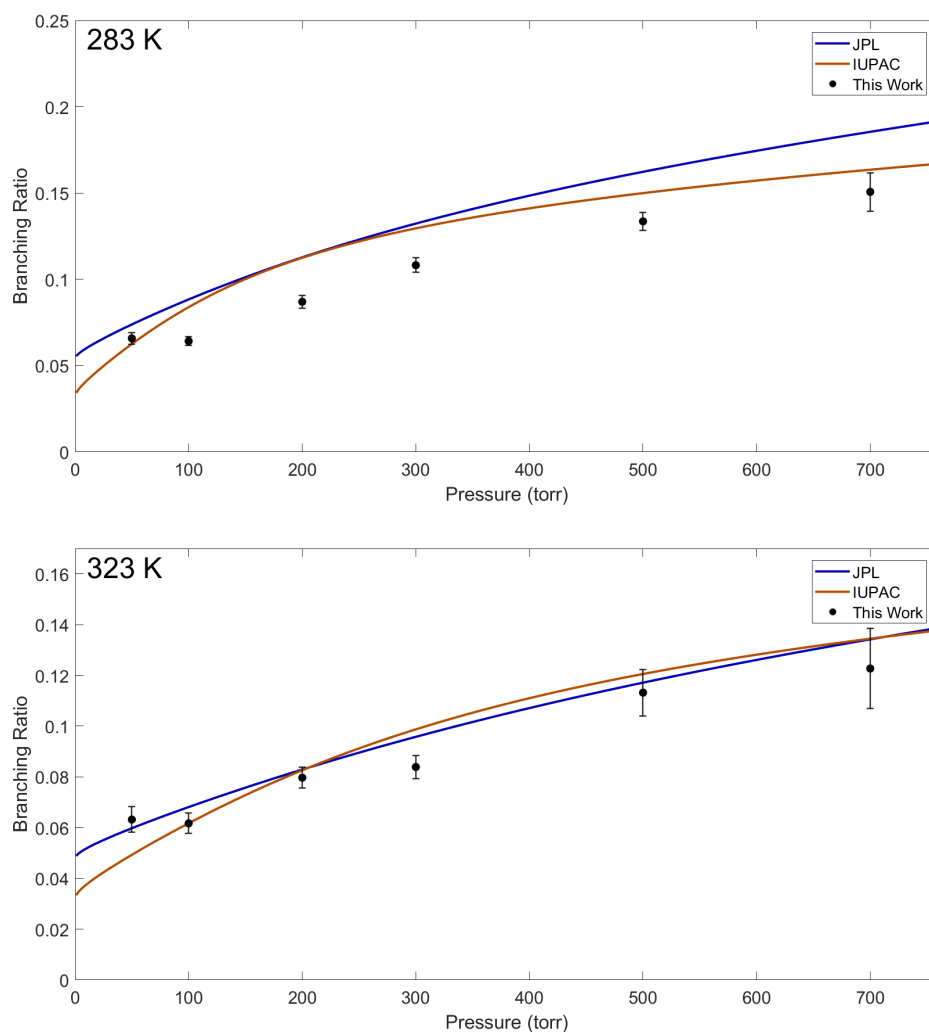 283 K
JPL
IUPAC
This Work
Branching Ratio
0.25
0.2
0.15
0.1
0.05
0
0 100 200 300 400 500 600 700
Pressure (torr)
323 K
JPL
IUPAC
This Work
Branching Ratio
0.16
0.14
0.12
0.1
0.08
0.06
0.04
0.02
0
0 100 200 300 400 500 600 700
Pressure (torr)